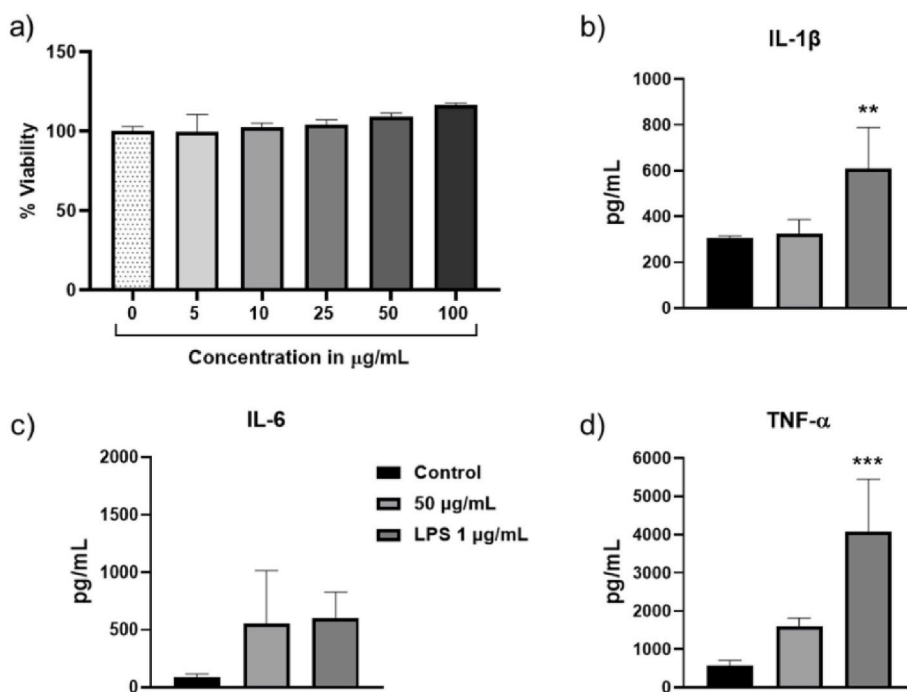 a)
150
100
50
0
% Viability
0 5 10 25 50 100
Concentration in μg/mL
b)
IL-1β
1000
800
600
400
200
0
pg/mL
**
c)
IL-6
2000
1500
1000
500
0
pg/mL
Control
50 μg/mL
LPS 1 μg/mL
d)
TNF-α
6000
5000
4000
3000
2000
1000
0
pg/mL
***